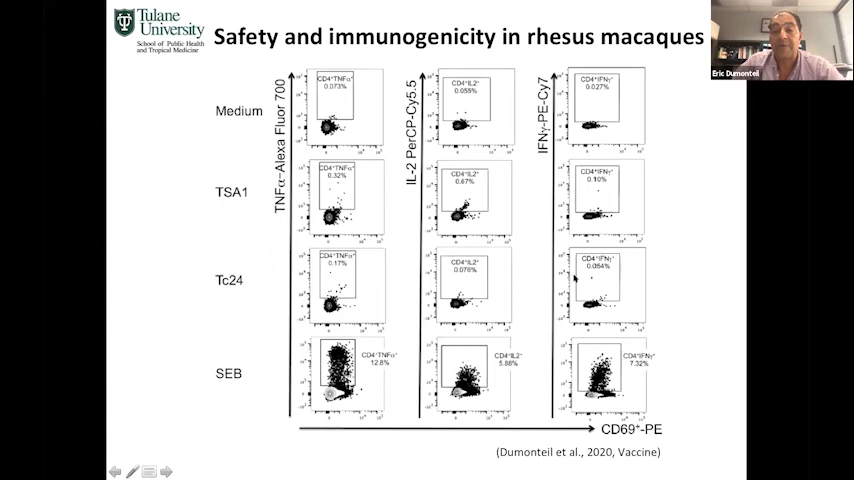 Tulane
University
School of Public Health
and Tropical Medicine
Safety and immunogenicity in rhesus macaques
Eric Dumonteil
Medium
TSA1
Tc24
SEB
TNFα-Alexa Fluor 700
CD4⁺TNFα⁺
0.073%
CD4⁺TNFα⁺
0.32%
CD4⁺TNFα⁺
0.17%
CD4⁺TNFα⁺
12.8%
IL-2 PerCP-Cy5.5
CD4⁺IL2⁺
0.055%
CD4⁺IL2⁺
0.67%
CD4⁺IL2⁺
0.076%
CD4⁺IL2⁺
5.88%
IFNγ-PE-Cy7
CD4⁺IFNγ⁺
0.027%
CD4⁺IFNγ⁺
0.10%
CD4⁺IFNγ⁺
0.054%
CD4⁺IFNγ⁺
7.32%
CD69⁺-PE
(Dumonteil et al., 2020, Vaccine)